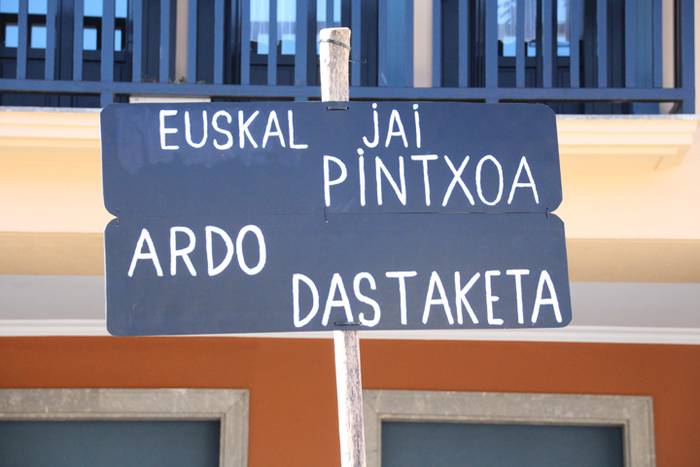 EUSKAL JAI
PINTXOA
ARDO
DASTAKETA